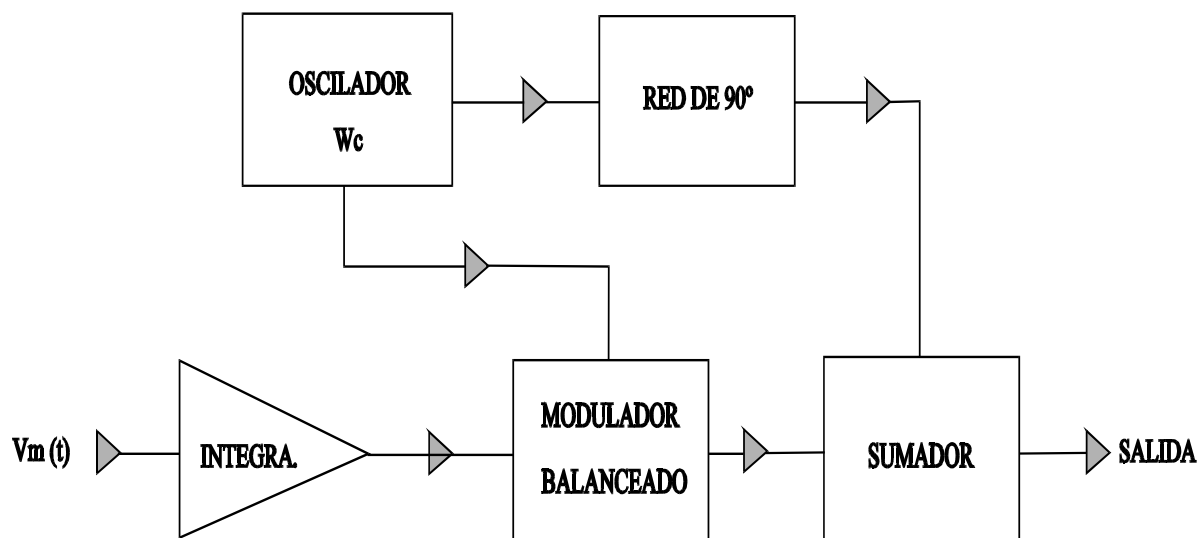 OSCILADOR
Wc
RED DE 90º
Vm (t)
INTEGRA.
MODULADOR
BALANCEADO
SUMADOR
SALIDA